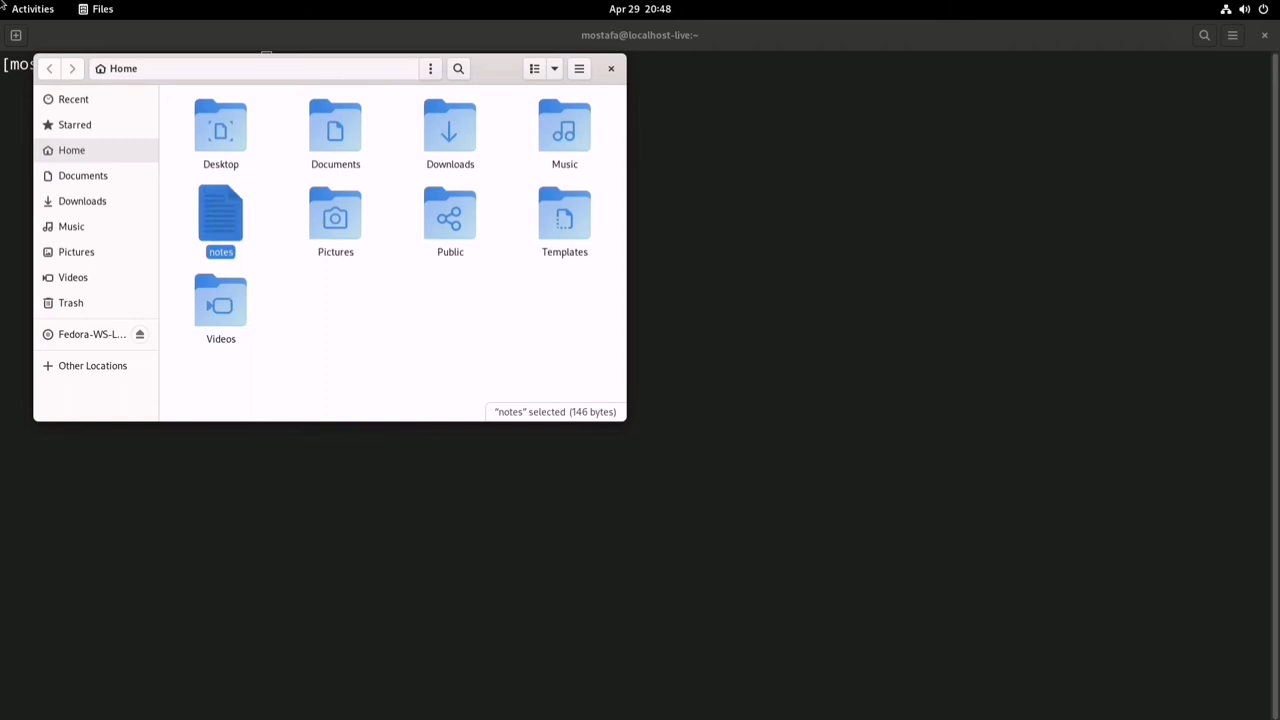 Activities Files Apr 29 20:48
mostafa@localhost-live:~
[mos
Home
Recent
Starred
Home
Documents
Downloads
Music
Pictures
Videos
Trash
Fedora-WS-L...
Other Locations
Desktop Documents Downloads Music
notes Pictures Public Templates
Videos
"notes" selected (146 bytes)